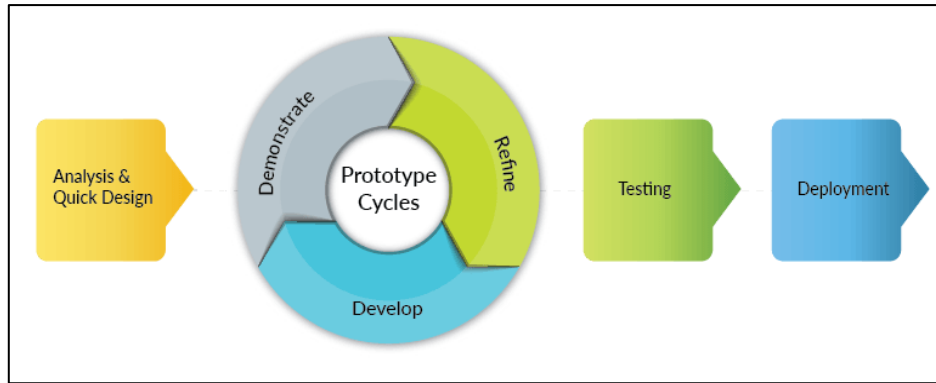 Analysis &
Quick Design
Demonstrate
Refine
Prototype
Cycles
Develop
Testing
Deployment